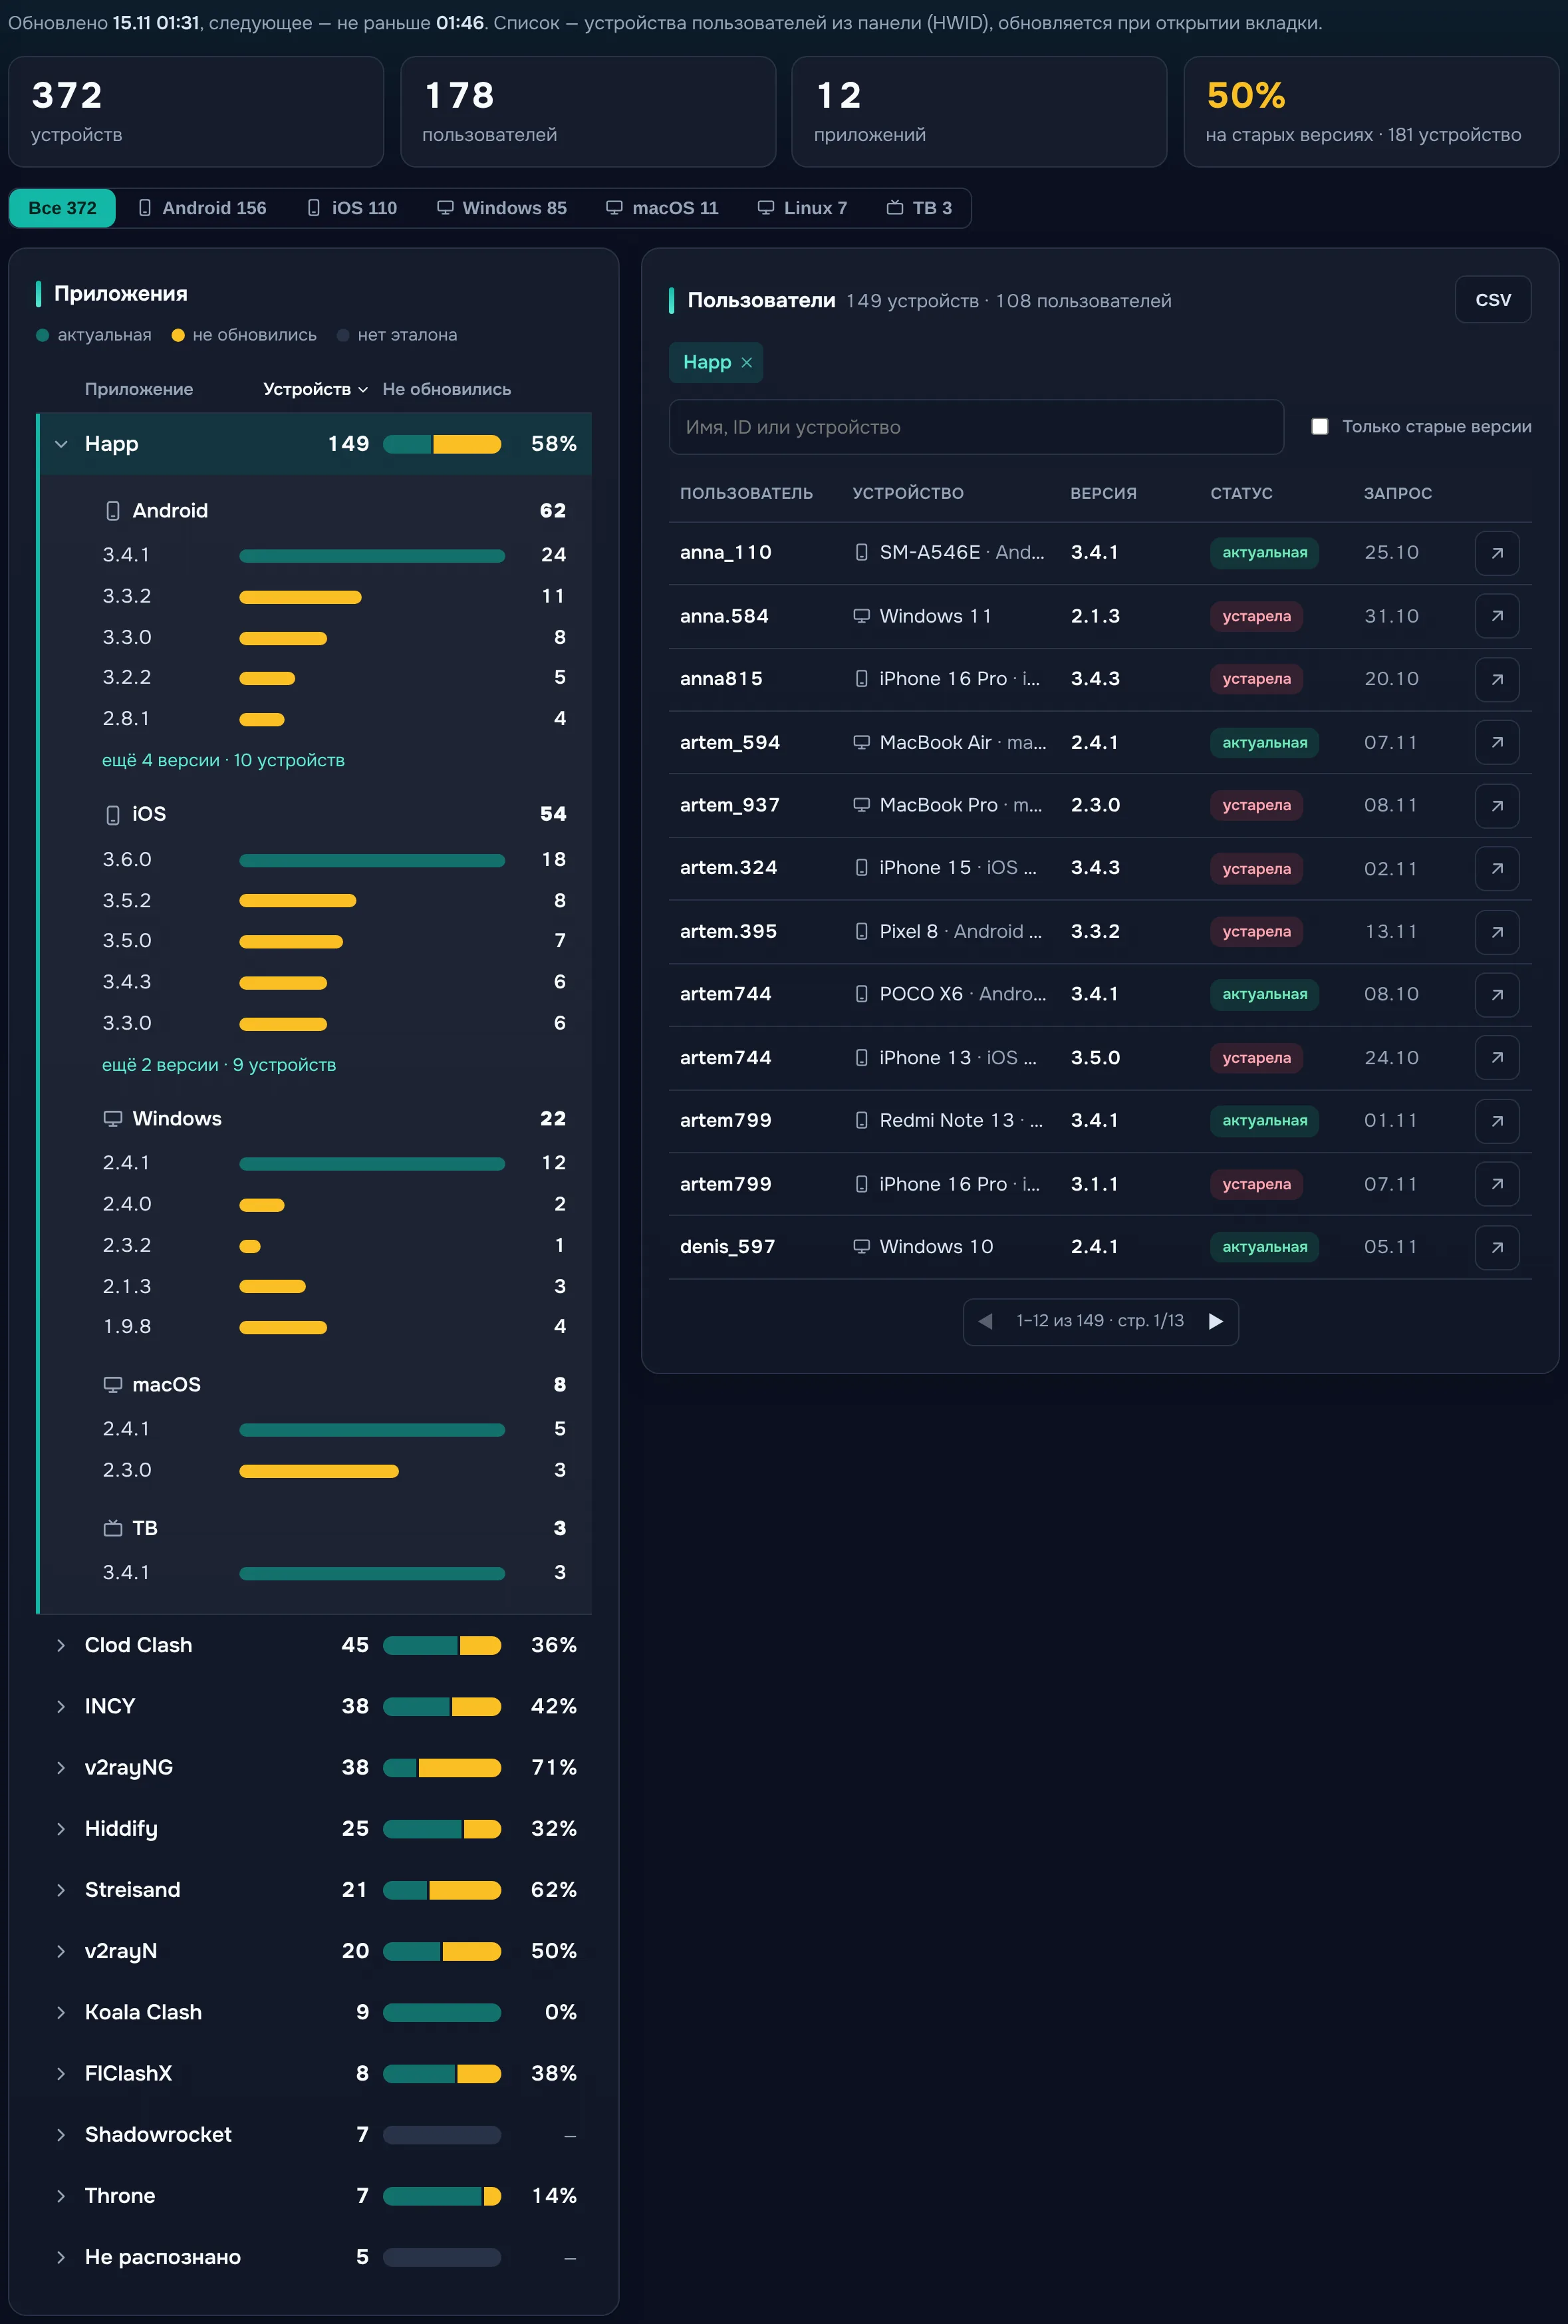 Обновлено 15.11 01:31, следующее — не раньше 01:46. Список — устройства пользователей из панели (HWID), обновляется при открытии вкладки.
372
устройств
178
пользователей
12
приложений
50%
на старых версиях · 181 устройство
Все 372 Android 156 iOS 110 Windows 85 macOS 11 Linux 7 ТВ 3
Приложения
актуальная не обновились нет эталона
Приложение Устройств Не обновились
Happ 149 58%
Android 62
3.4.1 24
3.3.2 11
3.3.0 8
3.2.2 5
2.8.1 4
ещё 4 версии · 10 устройств
iOS 54
3.6.0 18
3.5.2 8
3.5.0 7
3.4.3 6
3.3.0 6
ещё 2 версии · 9 устройств
Windows 22
2.4.1 12
2.4.0 2
2.3.2 1
2.1.3 3
1.9.8 4
macOS 8
2.4.1 5
2.3.0 3
ТВ 3
3.4.1 3
Clod Clash 45 36%
INCY 38 42%
v2rayNG 38 71%
Hiddify 25 32%
Streisand 21 62%
v2rayN 20 50%
Koala Clash 9 0%
FlClashX 8 38%
Shadowrocket 7 —
Throne 7 14%
Не распознано 5 —
Пользователи 149 устройств · 108 пользователей
CSV
Happ ×
Имя, ID или устройство
Только старые версии
ПОЛЬЗОВАТЕЛЬ УСТРОЙСТВО ВЕРСИЯ СТАТУС ЗАПРОС
anna_110 SM-A546E · And... 3.4.1 актуальная 25.10
anna.584 Windows 11 2.1.3 устарела 31.10
anna815 iPhone 16 Pro · i... 3.4.3 устарела 20.10
artem_594 MacBook Air · ma... 2.4.1 актуальная 07.11
artem_937 MacBook Pro · m... 2.3.0 устарела 08.11
artem.324 iPhone 15 · iOS ... 3.4.3 устарела 02.11
artem.395 Pixel 8 · Android ... 3.3.2 устарела 13.11
artem744 POCO X6 · Andro... 3.4.1 актуальная 08.10
artem744 iPhone 13 · iOS ... 3.5.0 устарела 24.10
artem799 Redmi Note 13 · ... 3.4.1 актуальная 01.11
artem799 iPhone 16 Pro · i... 3.1.1 устарела 07.11
denis_597 Windows 10 2.4.1 актуальная 05.11
1–12 из 149 · стр. 1/13